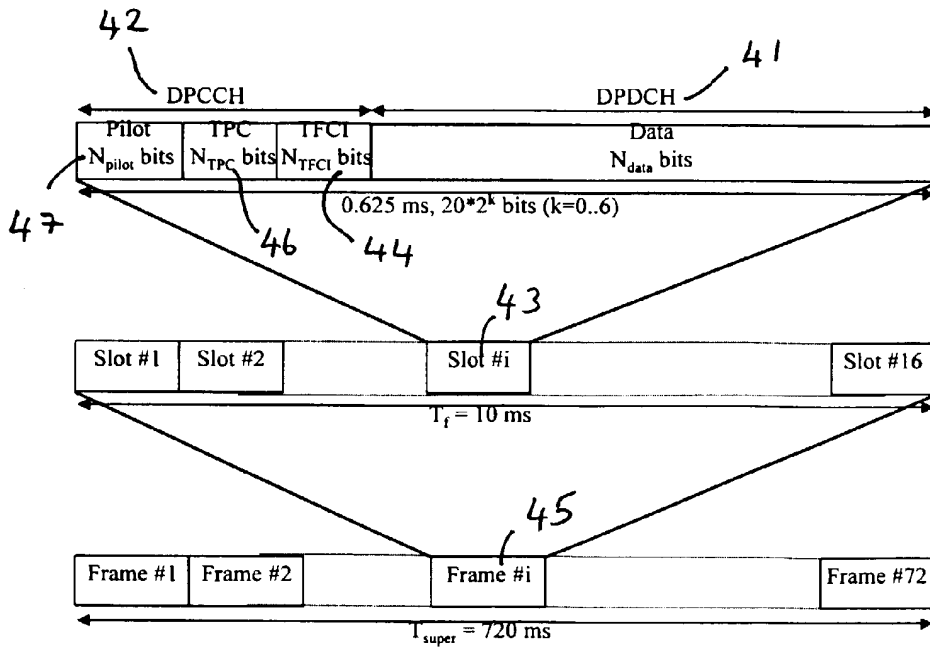 42
41
DPCCH DPDCH
Pilot TPC TFCI Data
N_pilot bits N_TPC bits N_TFCI bits N_data bits
0.625 ms, 20*2^k bits (k=0..6)
47 46 44
43
Slot #1 Slot #2 Slot #i Slot #16
T_f = 10 ms
45
Frame #1 Frame #2 Frame #i Frame #72
T_super = 720 ms